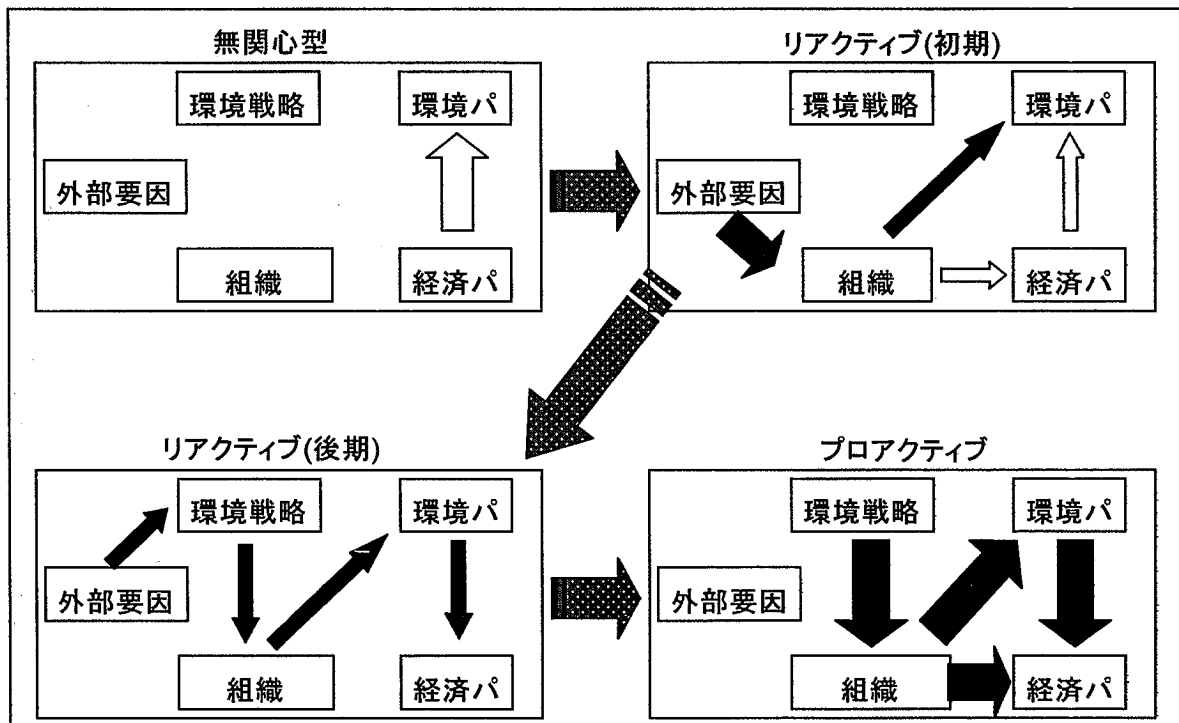 無関心型
環境戦略
環境パ
外部要因
組織
経済パ
リアクティブ(初期)
環境戦略
環境パ
外部要因
組織
経済パ
リアクティブ(後期)
環境戦略
環境パ
外部要因
組織
経済パ
プロアクティブ
環境戦略
環境パ
外部要因
組織
経済パ